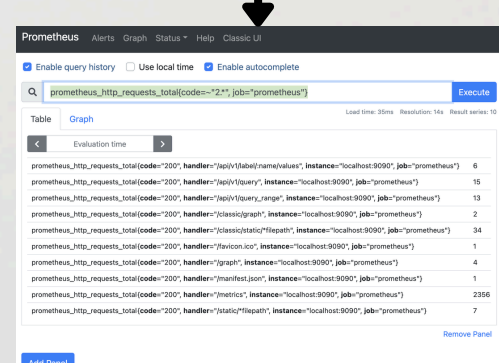 Prometheus Alerts Graph Status Help Classic UI
Enable query history Use local time Enable autocomplete
prometheus_http_requests_total{code=~"2.*", job="prometheus"} Execute
Load time: 35ms Resolution: 14s Result series: 10
Table Graph
Evaluation time
prometheus_http_requests_total{code="200", handler="/api/v1/label/:name/values", instance="localhost:9090", job="prometheus"} 6
prometheus_http_requests_total{code="200", handler="/api/v1/query", instance="localhost:9090", job="prometheus"} 15
prometheus_http_requests_total{code="200", handler="/api/v1/query_range", instance="localhost:9090", job="prometheus"} 13
prometheus_http_requests_total{code="200", handler="/classic/graph", instance="localhost:9090", job="prometheus"} 2
prometheus_http_requests_total{code="200", handler="/classic/static/*filepath", instance="localhost:9090", job="prometheus"} 34
prometheus_http_requests_total{code="200", handler="/favicon.ico", instance="localhost:9090", job="prometheus"} 1
prometheus_http_requests_total{code="200", handler="/graph", instance="localhost:9090", job="prometheus"} 4
prometheus_http_requests_total{code="200", handler="/manifest.json", instance="localhost:9090", job="prometheus"} 1
prometheus_http_requests_total{code="200", handler="/metrics", instance="localhost:9090", job="prometheus"} 2356
prometheus_http_requests_total{code="200", handler="/static/*filepath", instance="localhost:9090", job="prometheus"} 7
Remove Panel
Add Panel